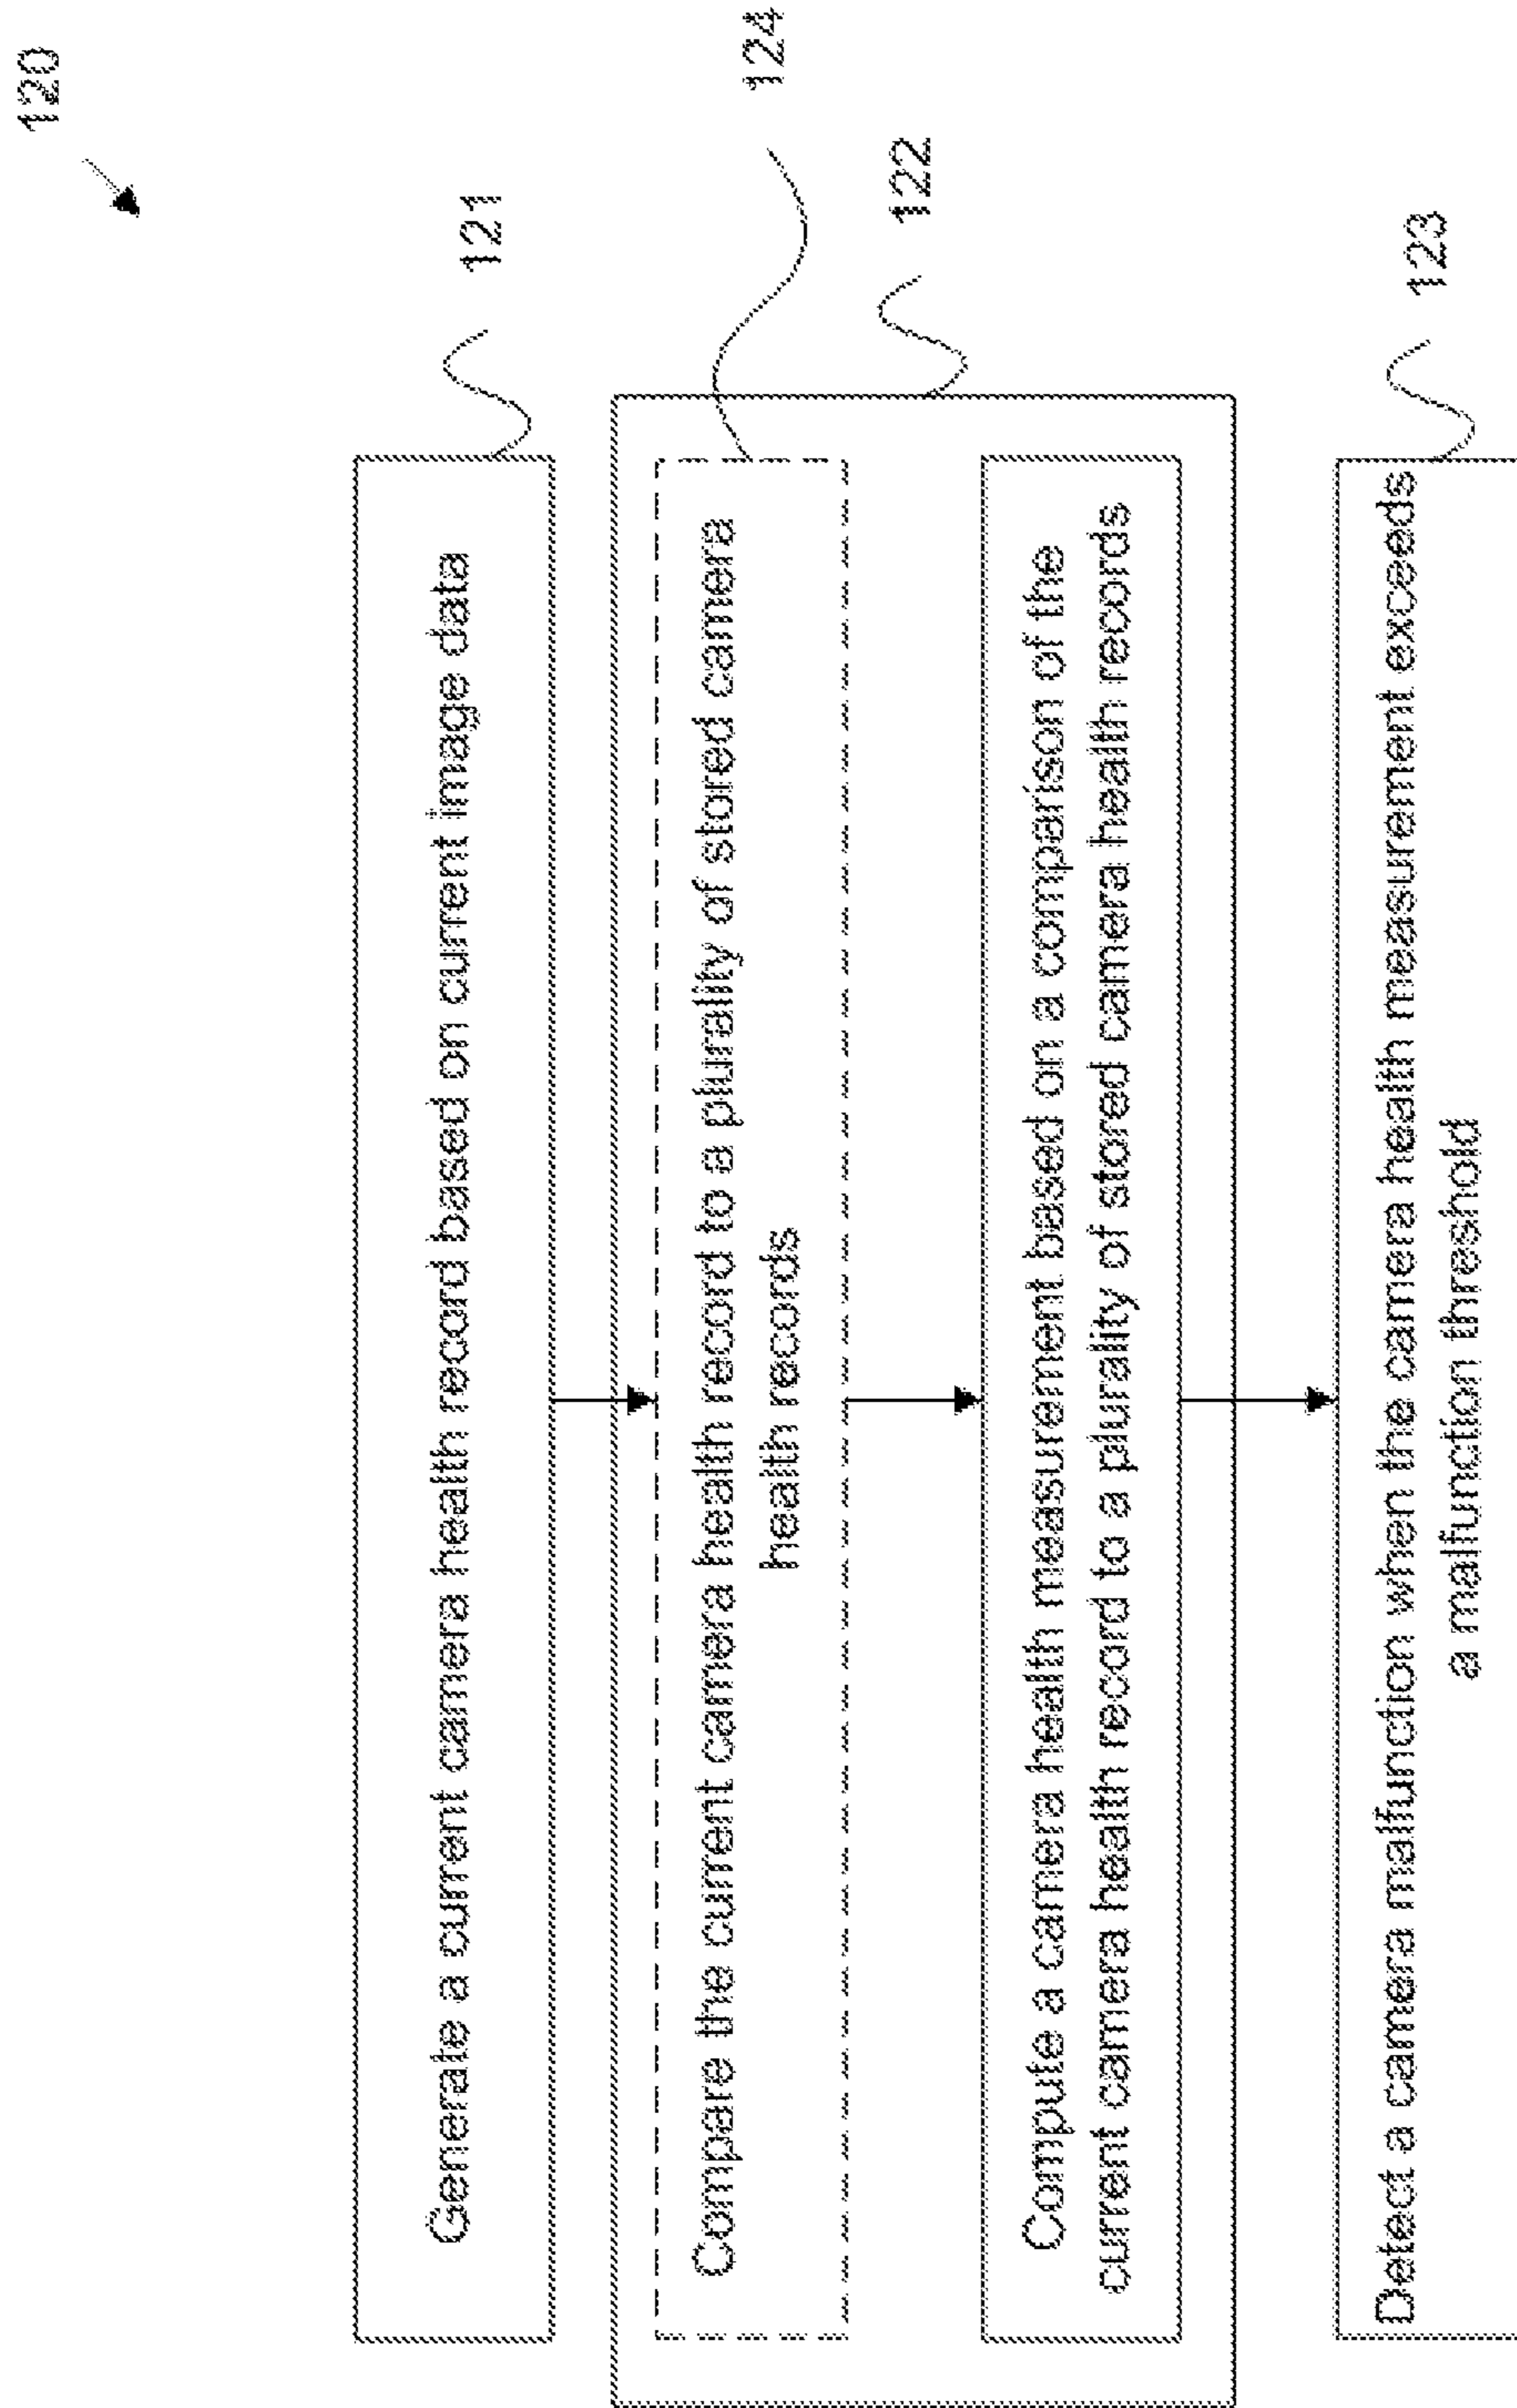 120
Generate a current camera health record based on current image data
121
Compare the current camera health record to a plurality of stored camera
health records
124
Compute a camera health measurement based on a comparison of the
current camera health record to a plurality of stored camera health records
122
Detect a camera malfunction when the camera health measurement exceeds
a malfunction threshold
123